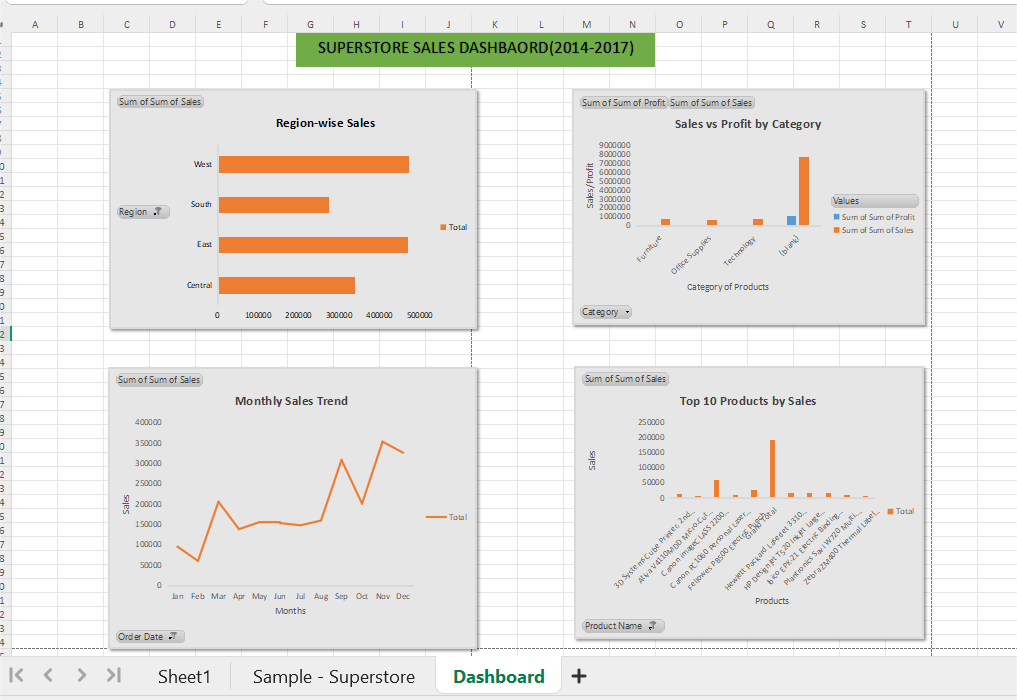 A B C D E F G H I J K L M N O P Q R S T U V
SUPERSTORE SALES DASHBAORD(2014-2017)
Sum of Sum of Sales
Region-wise Sales
West
South
Region
East
Central
Total
0 100000 200000 300000 400000 500000
Sum of Sum of Profit Sum of Sum of Sales
Sales vs Profit by Category
Sales/Profit
9000000
8000000
7000000
6000000
5000000
4000000
3000000
2000000
1000000
0
Furniture
Office Supplies
Technology
(blank)
Values
Sum of Sum of Profit
Sum of Sum of Sales
Category of Products
Category
Sum of Sum of Sales
Monthly Sales Trend
Sales
400000
350000
300000
250000
200000
150000
100000
50000
0
Total
Jan Feb Mar Apr May Jun Jul Aug Sep Oct Nov Dec
Months
Order Date
Sum of Sum of Sales
Top 10 Products by Sales
Sales
250000
200000
150000
100000
50000
0
3D Systems Cube Printer, 2nd...
Ativa V4110MDD Micro-Cut...
Canon imageCLASS 2200...
Canon PC1060 Personal Laser...
Fellowes PB500 Electric Punch...
Grand Total
Hewlett Packard LaserJet 3310...
HP DesignJet T520 Inkjet Large...
Ibico EPK-21 Electric Binding...
Plantronics Savi W720 Multi...
Zebra ZM400 Thermal Label...
Total
Products
Product Name
Sheet1 Sample - Superstore Dashboard